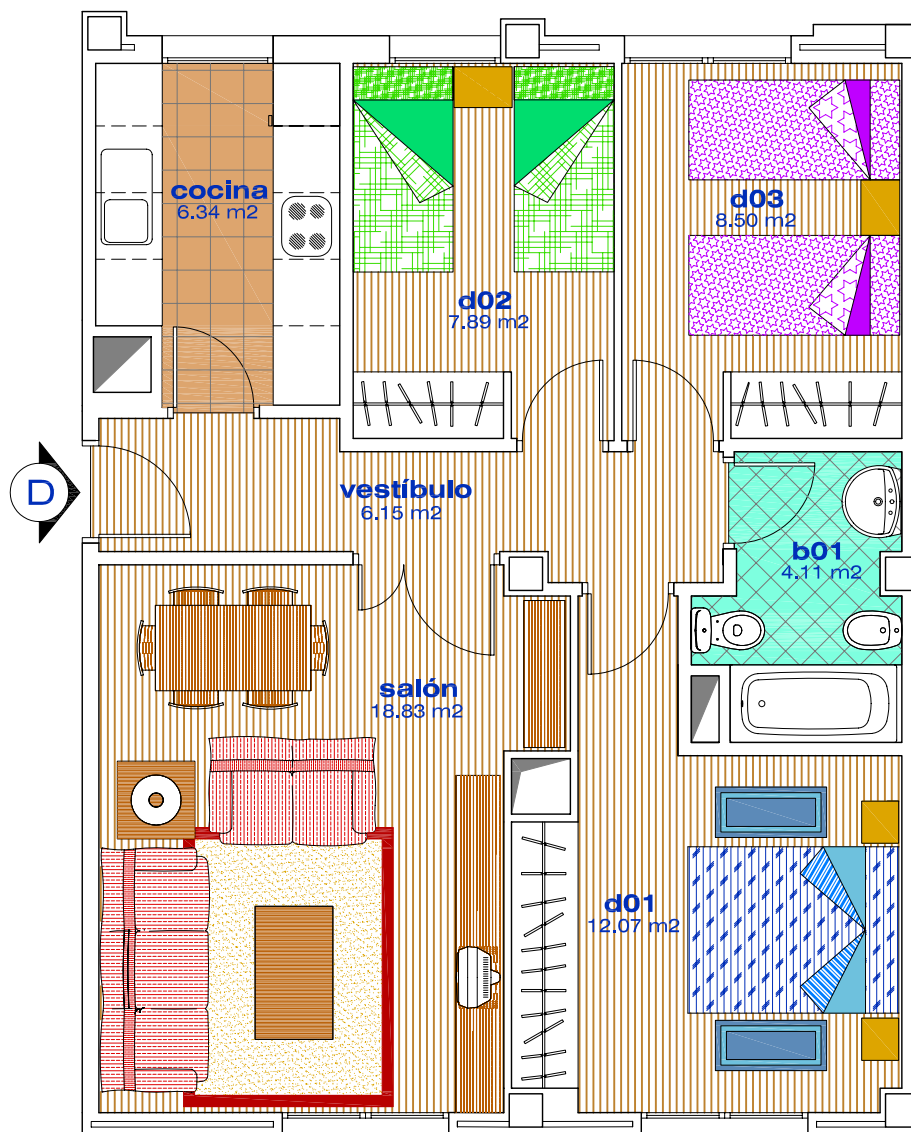 cocina
6.34 m2
d03
8.50 m2
d02
7.89 m2
D
vestíbulo
6.15 m2
b01
4.11 m2
salón
18.83 m2
d01
12.07 m2